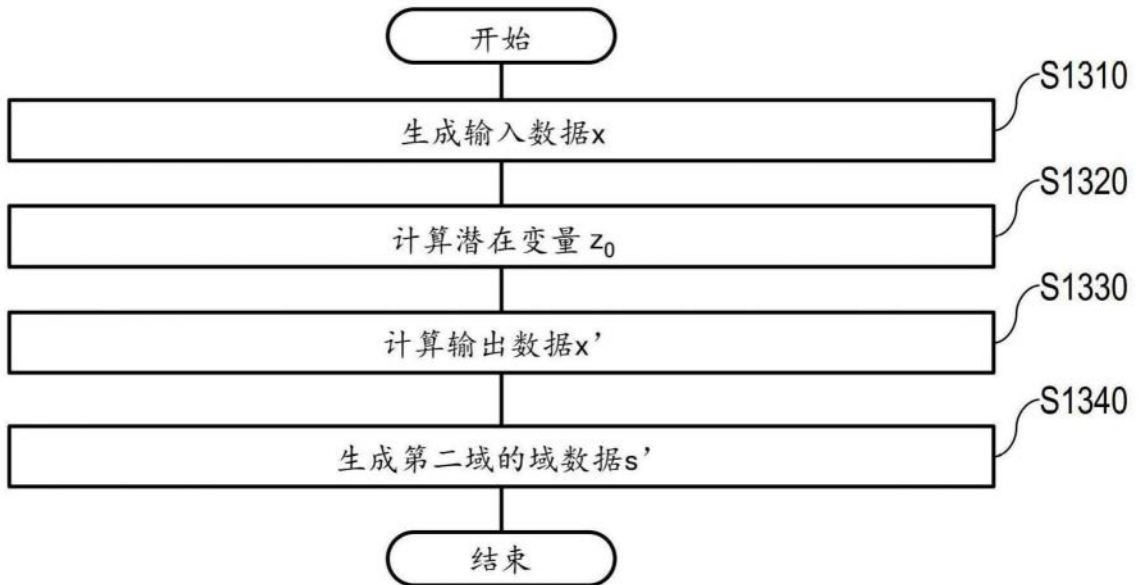 开始
S1310
生成输入数据x
S1320
计算潜在变量 z₀
S1330
计算输出数据x’
S1340
生成第二域的域数据s’
结束